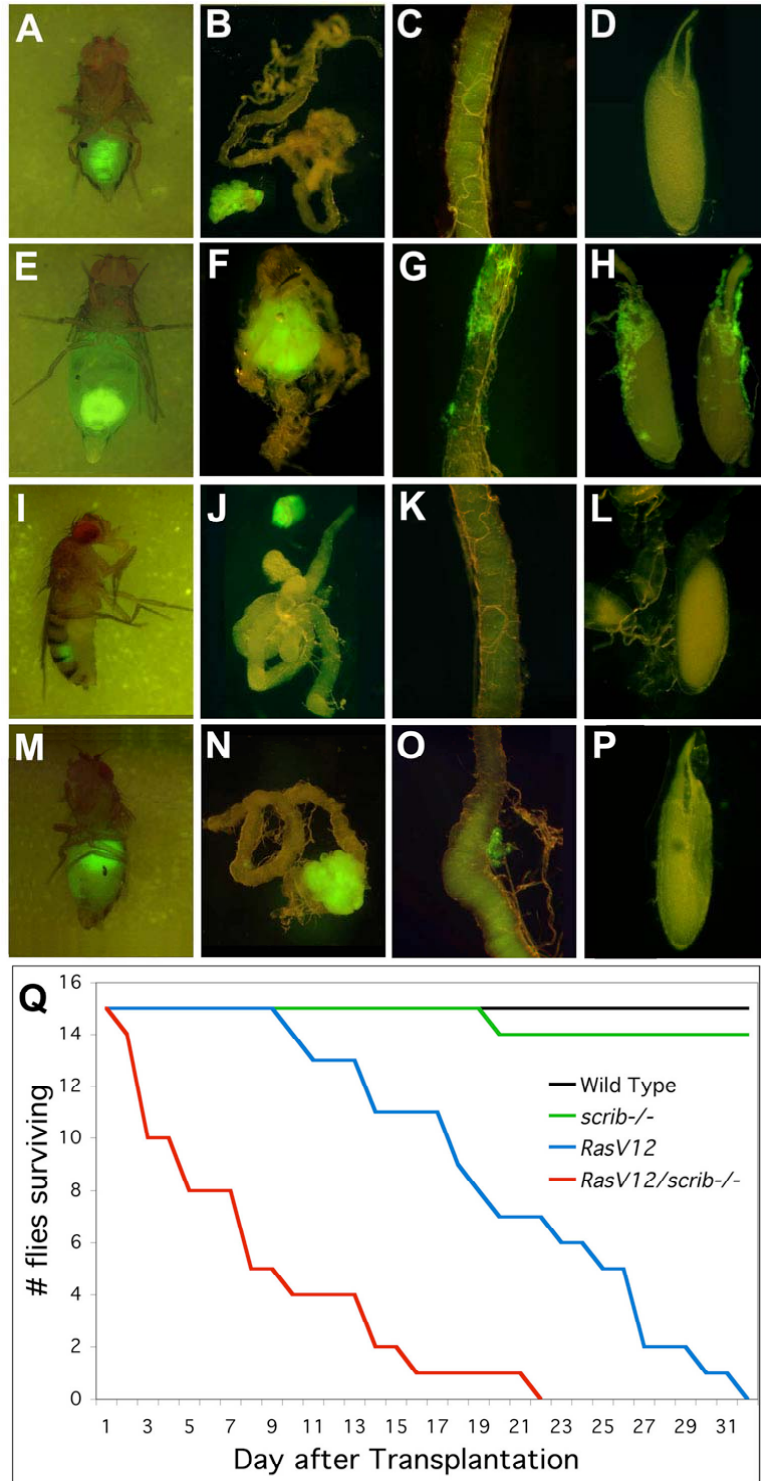 A B C D
E F G H
I J K L
M N O P
Q
16
14
12
10
8
6
4
2
0
# flies surviving
Wild Type
scrib-/-
RasV12
RasV12/scrib-/-
1 3 5 7 9 11 13 15 17 19 21 23 25 27 29 31
Day after Transplantation